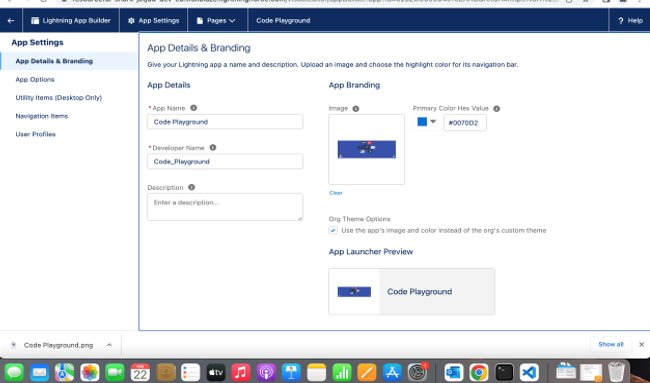 Lightning App Builder
App Settings
Pages
Code Playground
? Help
App Settings
App Details & Branding
App Options
Utility Items (Desktop Only)
Navigation Items
User Profiles
App Details & Branding
Give your Lightning app a name and description. Upload an image and choose the highlight color for its navigation bar.
App Details
App Branding
* App Name
Code Playground
* Developer Name
Code_Playground
Description
Enter a description...
Image
Primary Color Hex Value
#0070D2
Clear
Org Theme Options
Use the app's image and color instead of the org's custom theme
App Launcher Preview
Code Playground
Code Playground.png
Show all
22
tv